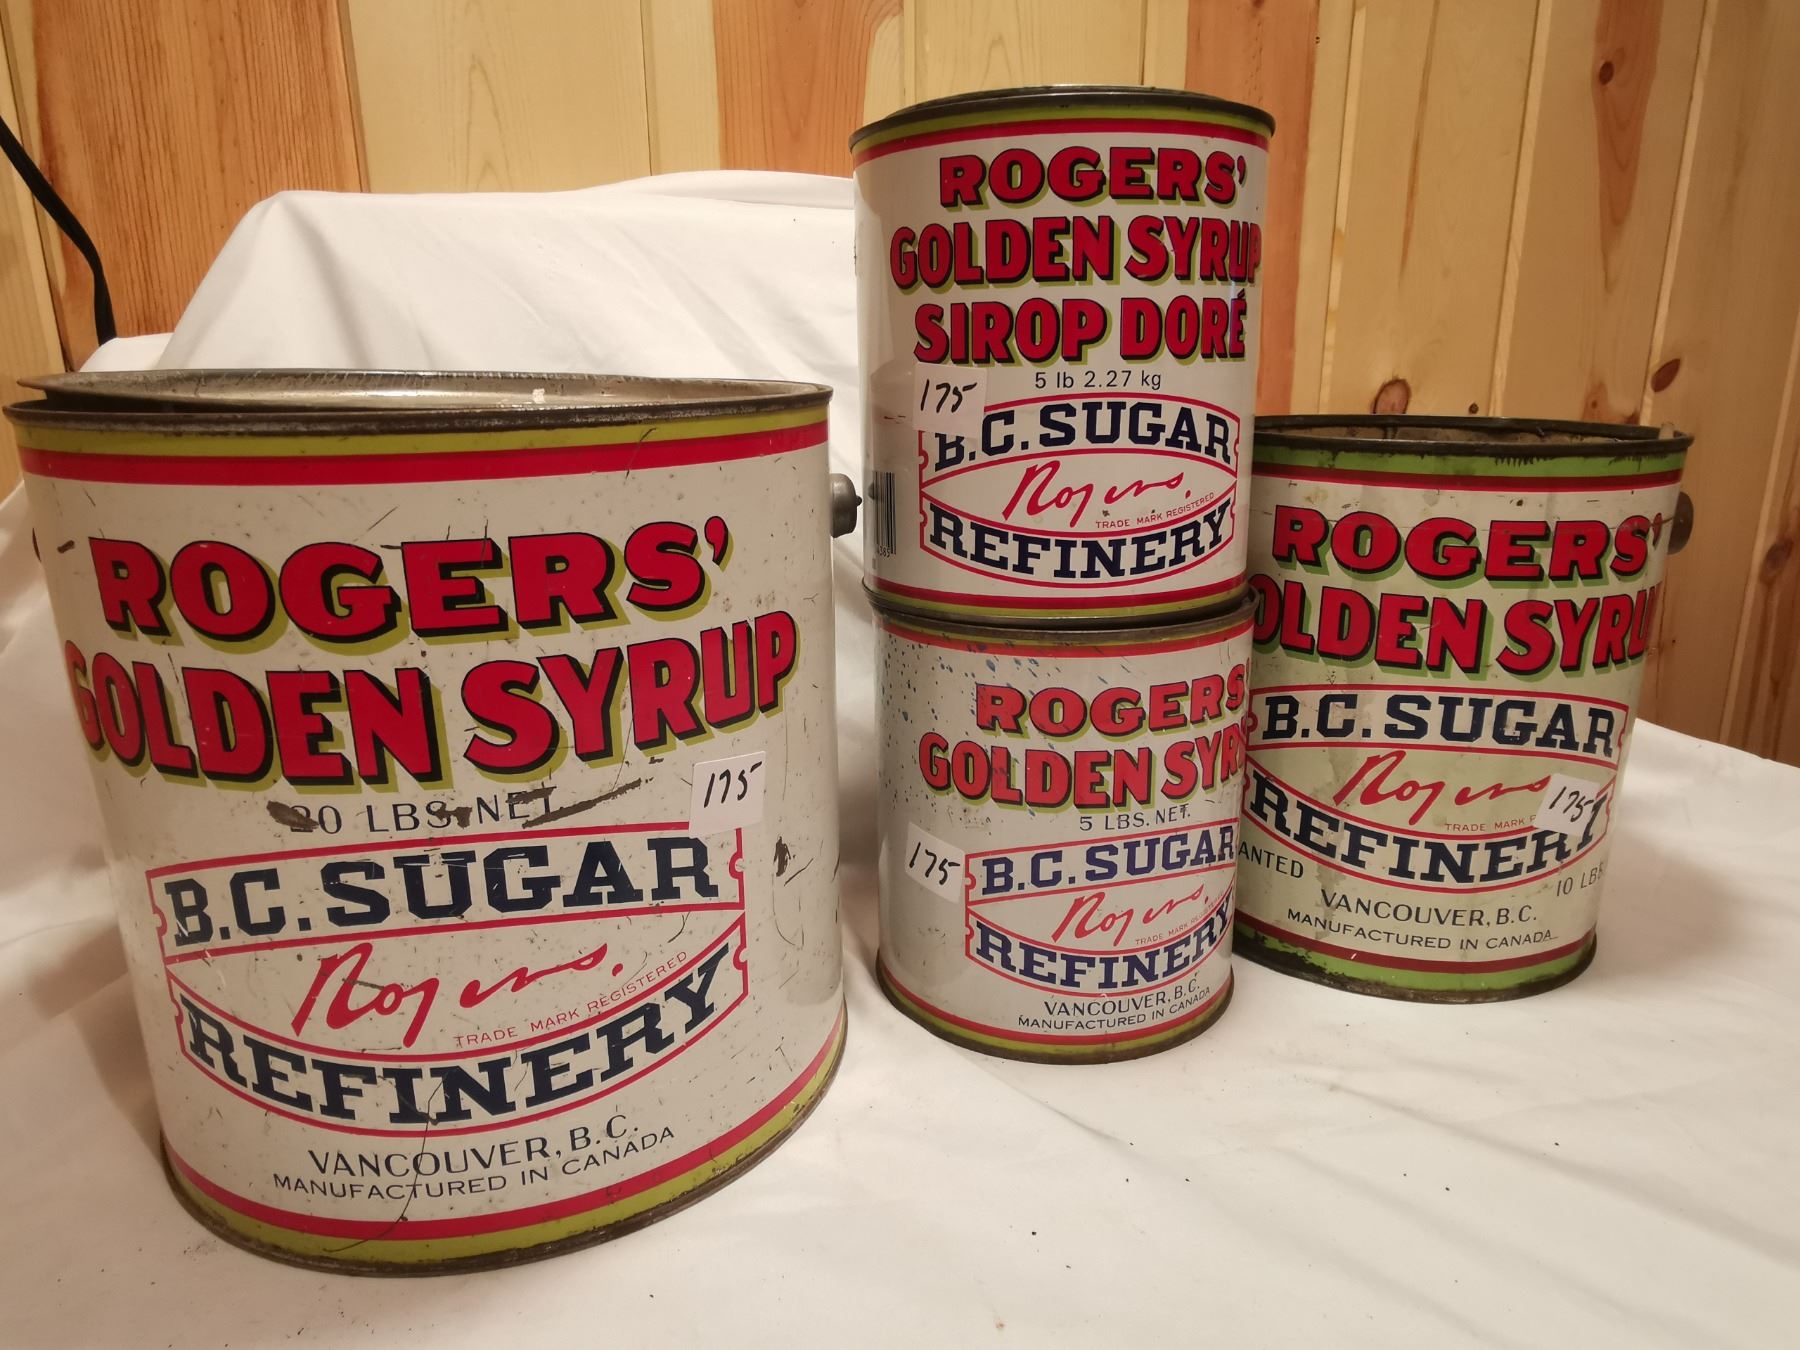 ROGERS'
GOLDEN SYRUP
20 LBS. NET.
175
B.C. SUGAR
Rogers.
TRADE MARK REGISTERED
REFINERY
VANCOUVER, B.C.
MANUFACTURED IN CANADA
ROGERS'
GOLDEN SYRUP
SIROP DORÉ
5 lb 2.27 kg
175
B.C. SUGAR
Rogers.
TRADE MARK REGISTERED
REFINERY
ROGERS'
GOLDEN SYR
5 LBS. NET.
175
B.C. SUGAR
Rogers.
TRADE MARK REGISTERED
REFINERY
VANCOUVER, B.C.
MANUFACTURED IN CANADA
ROGERS'
OLDEN SYRU
B.C. SUGAR
Rogers
175
TRADE MARK
REFINERY
ANTED
10 LBS
VANCOUVER, B.C.
MANUFACTURED IN CANADA